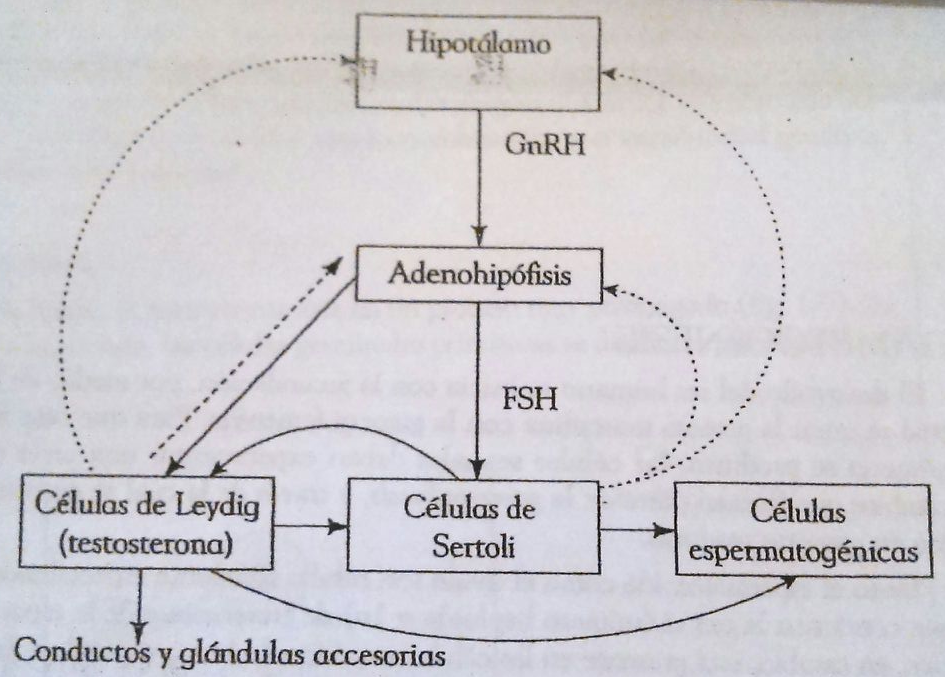 Hipotálamo
GnRH
Adenohipófisis
FSH
Células de Leydig
(testosterona)
Células de
Sertoli
Células
espermatogénicas
Conductos y glándulas accesorias